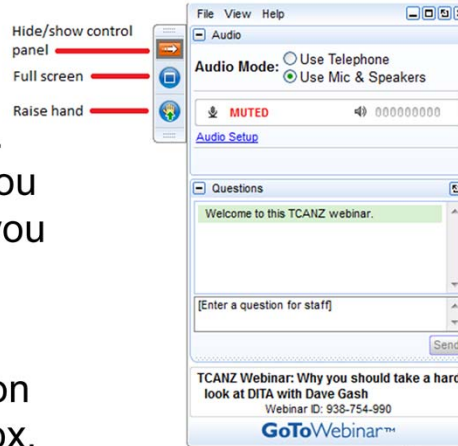 Hide/show control
panel
Full screen
Raise hand
ou
you
on
ox.
File View Help
Audio
Audio Mode: Use Telephone
Use Mic & Speakers
MUTED 000000000
Audio Setup
Questions
Welcome to this TCANZ webinar.
[Enter a question for staff]
Send
TCANZ Webinar: Why you should take a hard
look at DITA with Dave Gash
Webinar ID: 938-754-990
GoToWebinar™